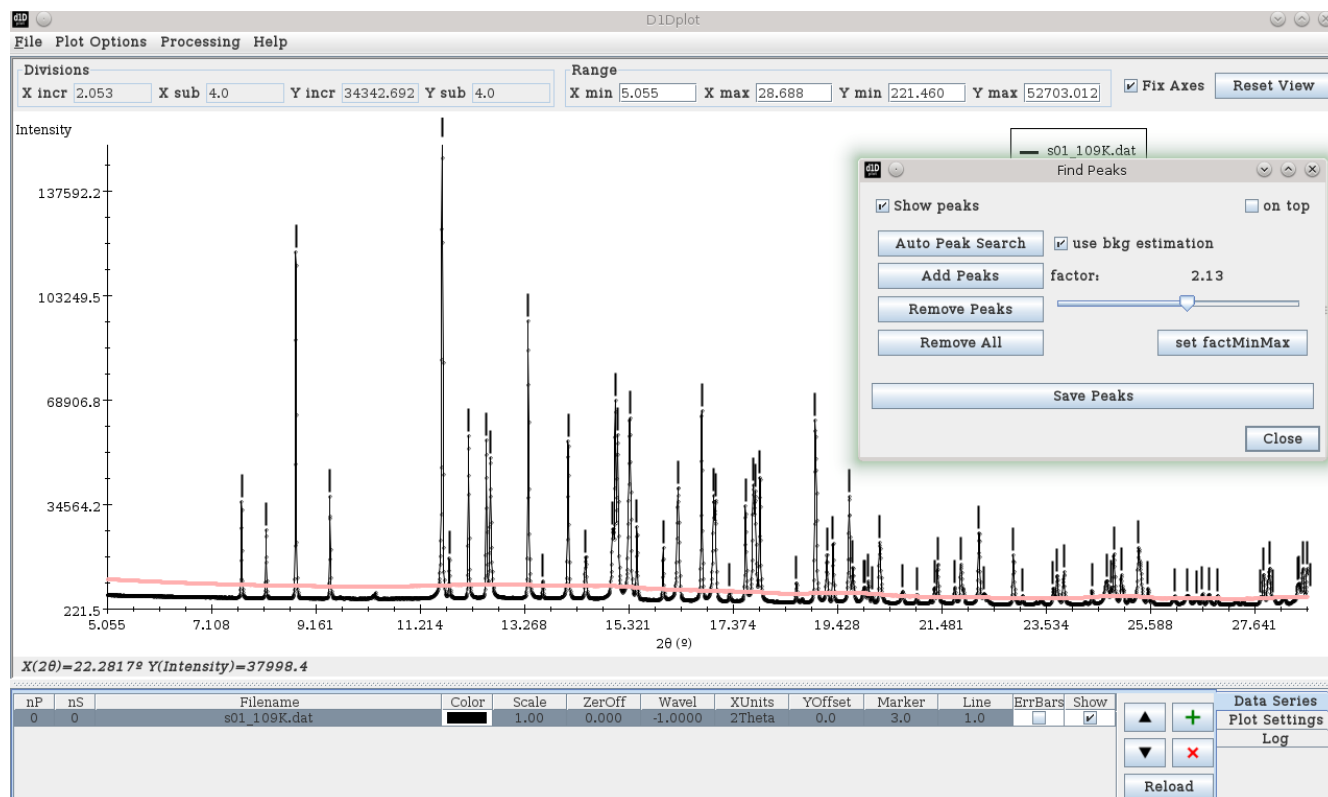 d1D D1Dplot
File Plot Options Processing Help
Divisions Range
X incr 2.053 X sub 4.0 Y incr 34342.692 Y sub 4.0 X min 5.055 X max 28.688 Y min 221.460 Y max 52703.012 Fix Axes Reset View
Intensity
s01_109K.dat
d1D Find Peaks
Show peaks on top
Auto Peak Search use bkg estimation
Add Peaks factor: 2.13
Remove Peaks
Remove All set factMinMax
Save Peaks
Close
137592.2
103249.5
68906.8
34564.2
221.5
5.055 7.108 9.161 11.214 13.268 15.321 17.374 19.428 21.481 23.534 25.588 27.641
2θ (º)
X(2θ)=22.2817º Y(Intensity)=37998.4
nP nS Filename Color Scale ZerOff Wavel XUnits YOffset Marker Line ErrBars Show
0 0 s01_109K.dat 1.00 0.000 -1.0000 2Theta 0.0 3.0 1.0
Data Series
Plot Settings
Log
Reload